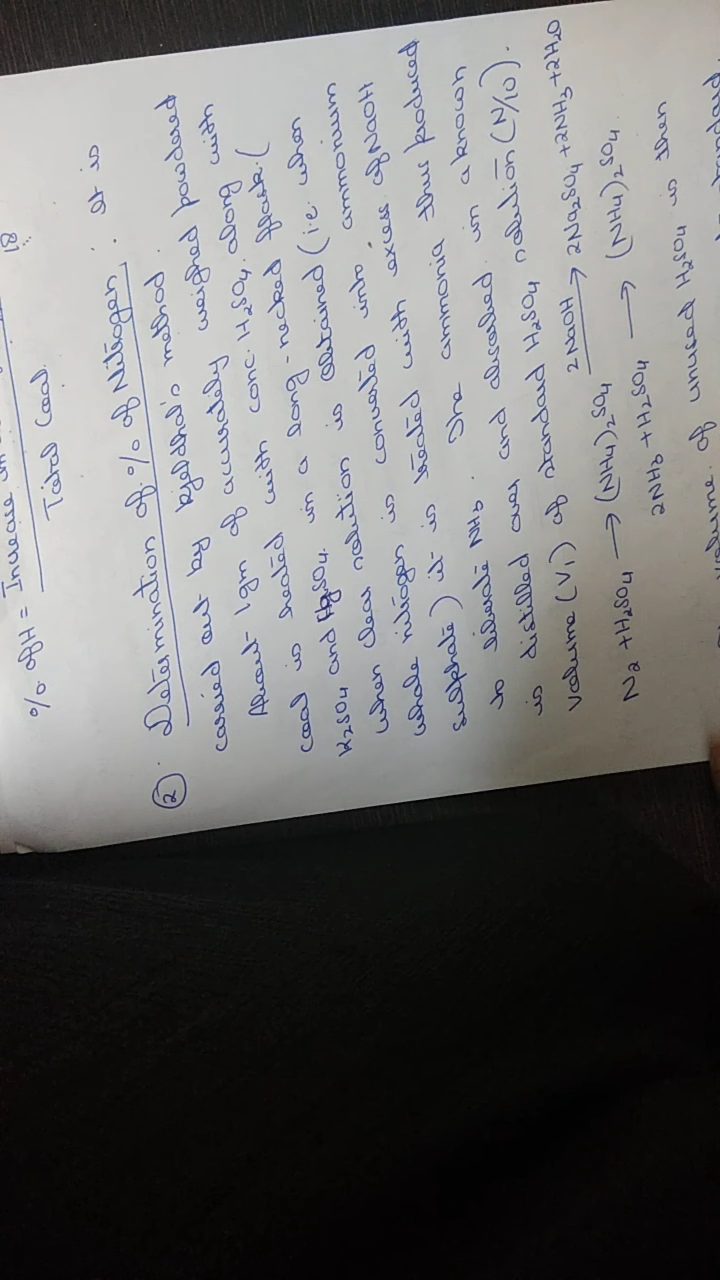 % of H = Increase in
18
Total Coal.
② Determination of % of Nitrogen : It is
carried out by Kjeldhal's method.
About 1gm of accurately weighed powdered
coal is heated with conc. H₂SO₄ along with
K₂SO₄ and HgSO₄ in a long-necked flask. (
When clear solution is obtained (i.e. when
whole nitrogen is converted into ammonium
sulphate) it is treated with excess of NaOH
to liberate NH₃. The ammonia thus produced
is distilled over and absorbed in a known
volume (V₁) of standard H₂SO₄ solution (N/10).
N₂ + H₂SO₄ → (NH₄)₂SO₄ 2NaOH → 2Na₂SO₄ + 2NH₃ + 2H₂O
2NH₃ + H₂SO₄ → (NH₄)₂SO₄.
volume of unused H₂SO₄ is then
standard